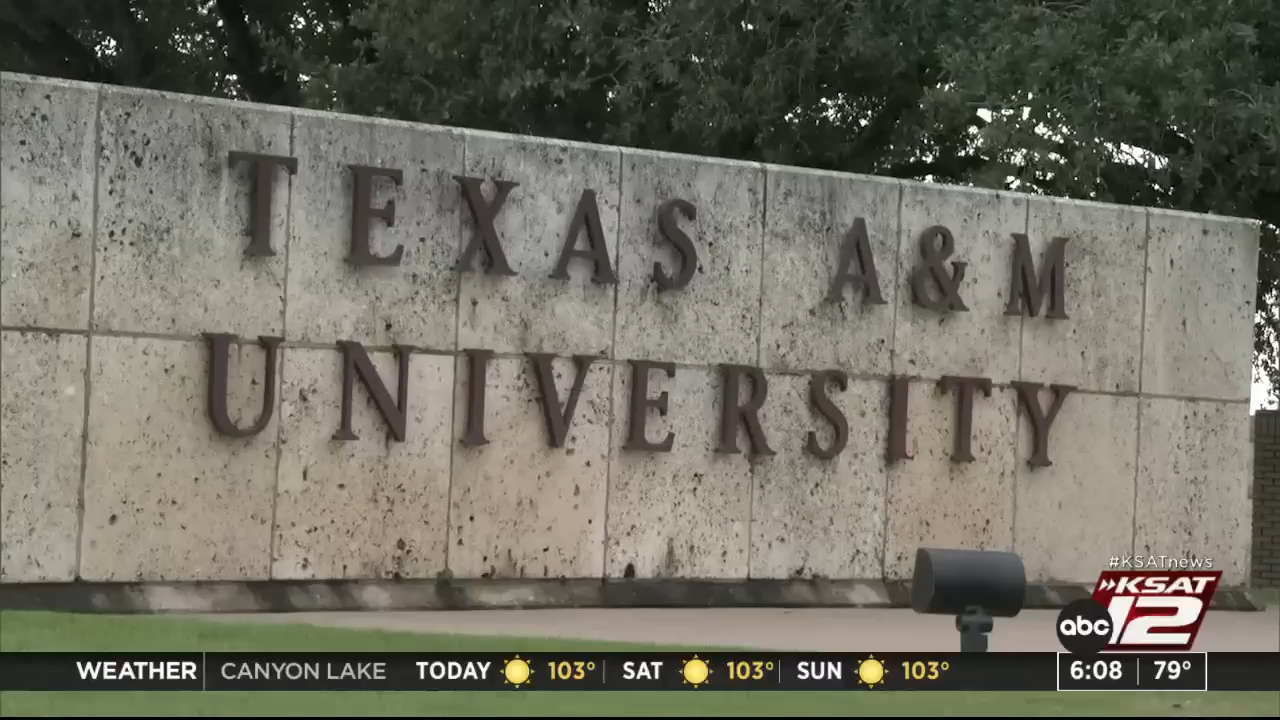 TEXAS A&M
UNIVERSITY
#KSATnews
KSAT
abc 12
WEATHER CANYON LAKE TODAY 103° SAT 103° SUN 103° 6:08 79°